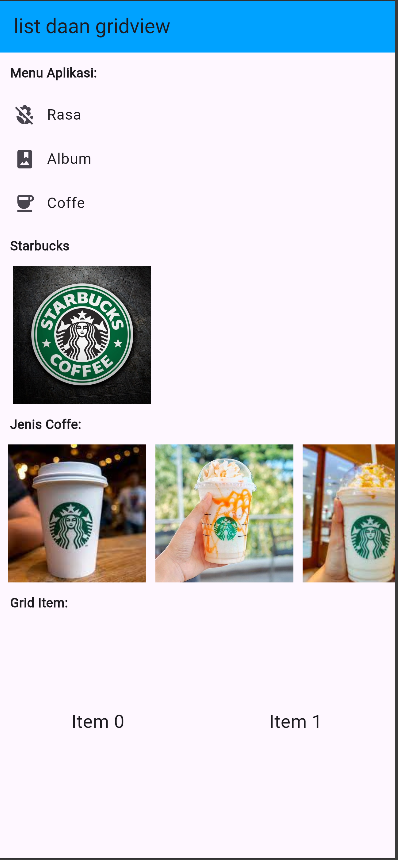 list daan gridview
Menu Aplikasi:
Rasa
Album
Coffe
Starbucks
STARBUCKS
COFFEE
Jenis Coffe:
Grid Item:
Item 0
Item 1